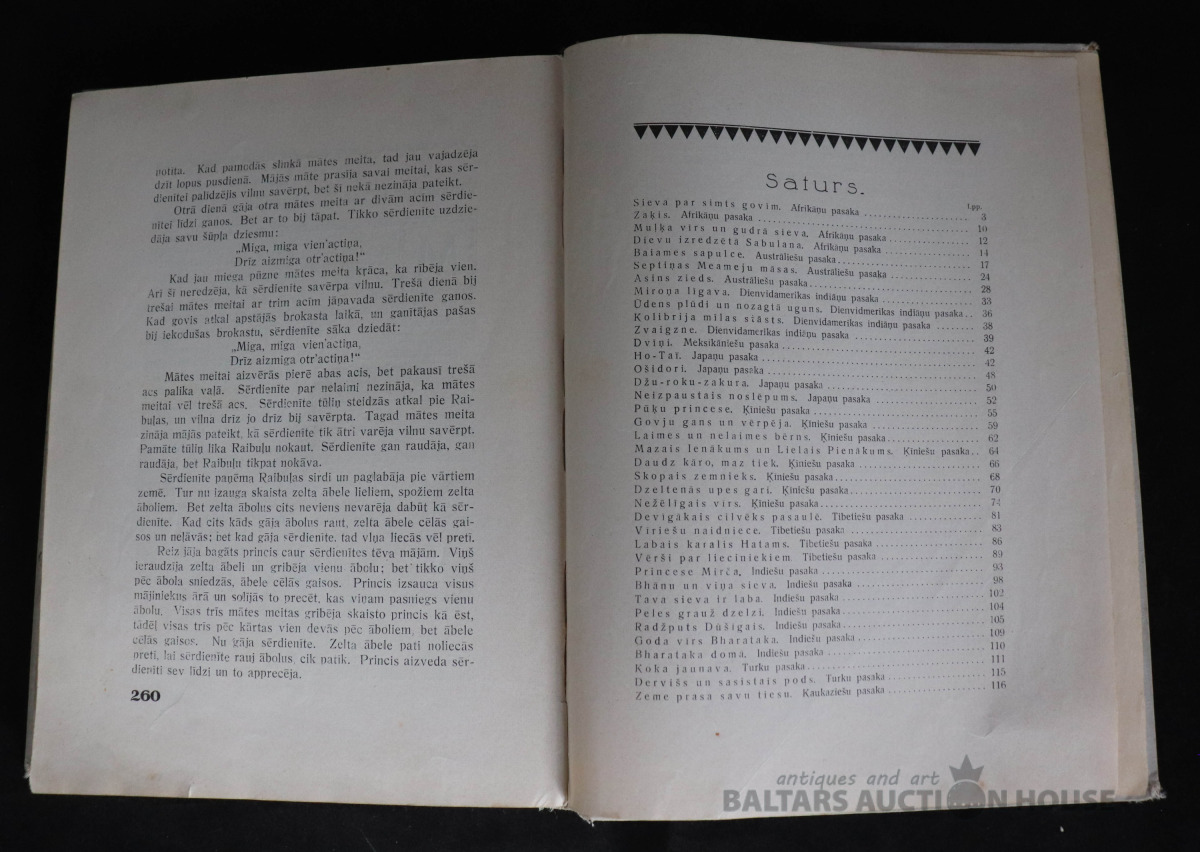 notita. Kad pamodās slinkā mātes meita, tad jau vajadzēja
dzīt lopus pusdienā. Mājās māte prasīja savai meitai, kas sēr-
dienītei palīdzējis vilnu savērpt, bet šī nekā nezināja pateikt.
Otrā dienā gāja otra mātes meita ar divām acīm sērdie-
nītei līdzi ganos. Bet ar to bij tāpat. Tikko sērdienīte uzdzie-
dāja savu šūpļa dziesmu:
„Miga, miga vien'actiņa,
Drīz aizmiga otr'actiņa!“
Kad jau miega pūzne mātes meita krāca, ka rībēja vien.
Arī šī neredzēja, kā sērdienīte savērpa vilnu. Trešā dienā bij
trešai mātes meitai ar trim acīm jāpavada sērdienīte ganos.
Kad govis atkal apstājās brokasta laikā, un ganītājas pašas
bij iekodušas brokastu, sērdienīte sāka dziedāt:
„Miga, miga vien'actiņa,
Drīz aizmiga otr'actiņa!“
Mātes meitai aizvērās pierē abas acis, bet pakausī trešā
acs palika vaļā. Sērdienīte par nelaimi nezināja, ka mātes
meitai vēl trešā acs. Sērdienīte tūliņ steidzās atkal pie Rai-
buļas, un vilna drīz jo drīz bij savērpta. Tagad mātes meita
zināja mājās pateikt, kā sērdienīte tik ātri varēja vilnu savērpt.
Pamāte tūliņ lika Raibuļu nokaut. Sērdienīte gan raudāja, gan
raudāja, bet Raibuļu tikpat nokāva.
Sērdienīte paņēma Raibuļas sirdi un paglabāja pie vārtiem
zemē. Tur nu izauga skaista zelta ābele lieliem, spožiem zelta
āboliem. Bet zelta ābolus cits neviens nevarēja dabūt kā sēr-
dienīte. Kad cits kāds gāja ābolus raut, zelta ābele cēlās gai-
sos un neļāvās; bet kad gāja sērdienīte, tad viņa liecās vēl pretī.
Reiz jāja bagāts princis caur sērdienītes tēva mājām. Viņš
ieraudzīja zelta ābeli un gribēja vienu ābolu; bet tikko viņš
pēc ābola sniedzās, ābele cēlās gaisos. Princis izsauca visus
mājiniekus ārā un solījās to precēt, kas viņam pasniegs vienu
ābolu. Visas trīs mātes meitas gribēja skaisto princis kā ēst,
tādēļ visas trīs pēc kārtas vien devās pēc āboliem, bet ābele
cēlās gaisos. Nu gāja sērdienīte. Zelta ābele pati noliecās
pretī, lai sērdienīte rauj ābolus, cik patīk. Princis aizveda sēr-
dienīti sev līdzi un to apprecēja.
260
Saturs.
Lpp.
Sieva par simts govīm. Afrikāņu pasaka 3
Zaķis. Afrikāņu pasaka 10
Muļķa vīrs un gudrā sieva. Afrikāņu pasaka 12
Dievu izredzētā Sabulana. Afrikāņu pasaka 14
Baiames sapulce. Austrāliešu pasaka 17
Septiņas Meameju māsas. Austrāliešu pasaka 24
Asins zieds. Austrāliešu pasaka 28
Miroņa līgava. Dienvidamerikas indiāņu pasaka 33
Ūdens plūdi un nozagtā uguns. Dienvidmerikas indiāņu pasaka 36
Kolibrija mīlas stāsts. Dienvidamerikas indiāņu pasaka 38
Zvaigzne. Dienvidamerikas indiāņu pasaka 39
Dvīņi. Meksikāniešu pasaka 42
Ho-Taī. Japaņu pasaka 42
Ošidori. Japaņu pasaka 48
Džu-roku-zakura. Japaņu pasaka 50
Neizpaustais noslēpums. Japaņu pasaka 52
Pūķu princese. Ķīniešu pasaka 55
Govju gans un vērpēja. Ķīniešu pasaka 59
Laimes un nelaimes bērns. Ķīniešu pasaka 62
Mazais Ienākums un Lielais Pienākums. Ķīniešu pasaka 64
Daudz kāro, maz tiek. Ķīniešu pasaka 66
Skopais zemnieks. Ķīniešu pasaka 68
Dzeltenās upes gari. Ķīniešu pasaka 70
Nežēlīgais vīrs. Ķīniešu pasaka 74
Devīgākais cilvēks pasaulē. Tibetiešu pasaka 81
Vīriešu naidniece. Tibetiešu pasaka 83
Labais karalis Hatams. Tibetiešu pasaka 86
Vērši par lieciniekiem. Tibetiešu pasaka 89
Princese Mirča. Indiešu pasaka 93
Bhānu un viņa sieva. Indiešu pasaka 98
Tava sieva ir laba. Indiešu pasaka 102
Peles grauž dzelzi. Indiešu pasaka 104
Radžputs Dūšīgais. Indiešu pasaka 105
Goda vīrs Bharataka. Indiešu pasaka 109
Bharataka domā. Indiešu pasaka 110
Koka jaunava. Turku pasaka 111
Dervišs un sasistais pods. Turku pasaka 115
Zeme prasa savu tiesu. Kaukaziešu pasaka 116
antiques and art
BALTARS AUCTION HOUSE